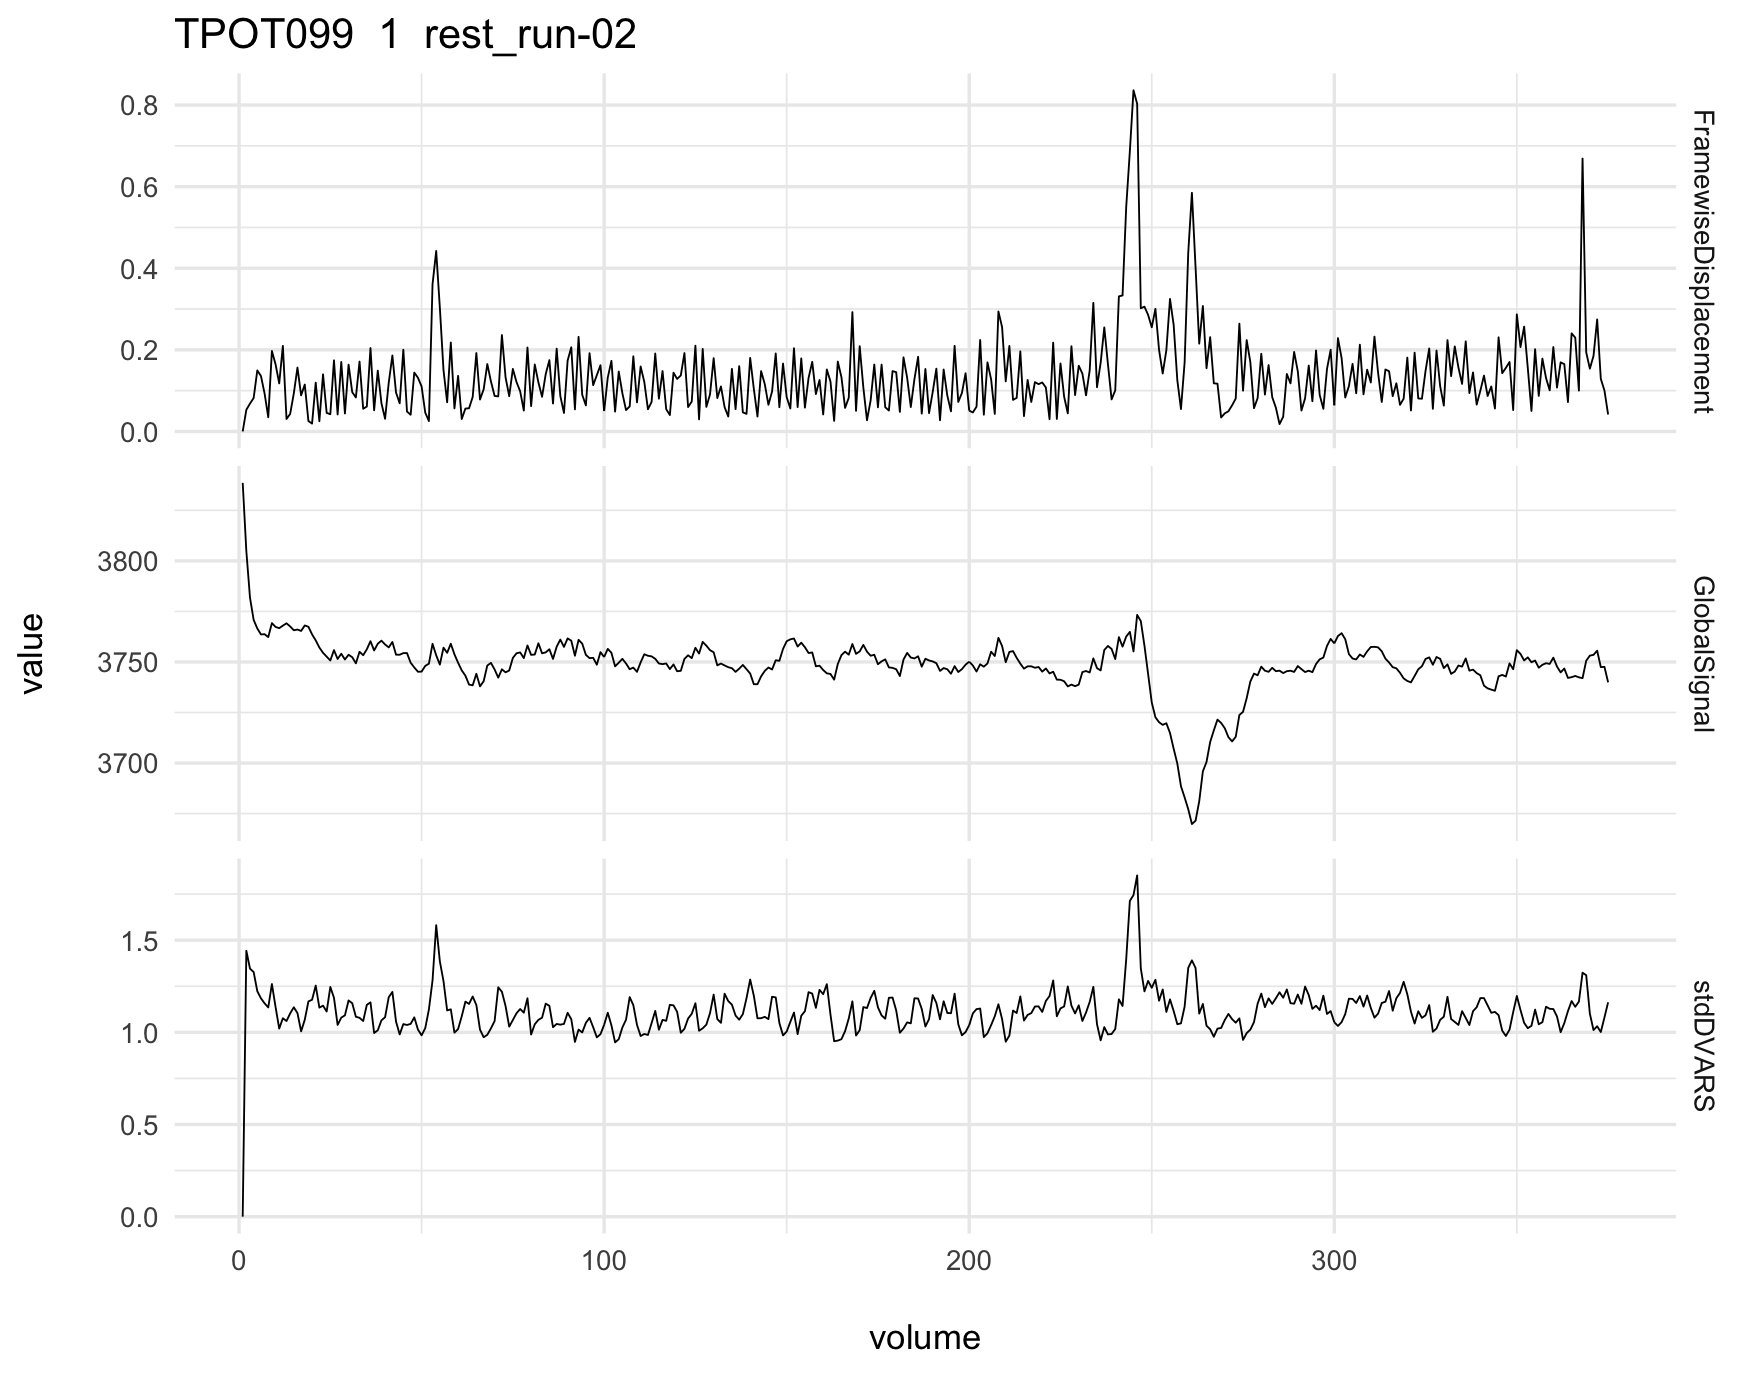 TPOT099 1 rest_run-02
0.8
0.6
0.4
0.2
0.0
FramewiseDisplacement
3800
3750
3700
GlobalSignal
value
1.5
1.0
0.5
0.0
stdDVARS
0 100 200 300
volume